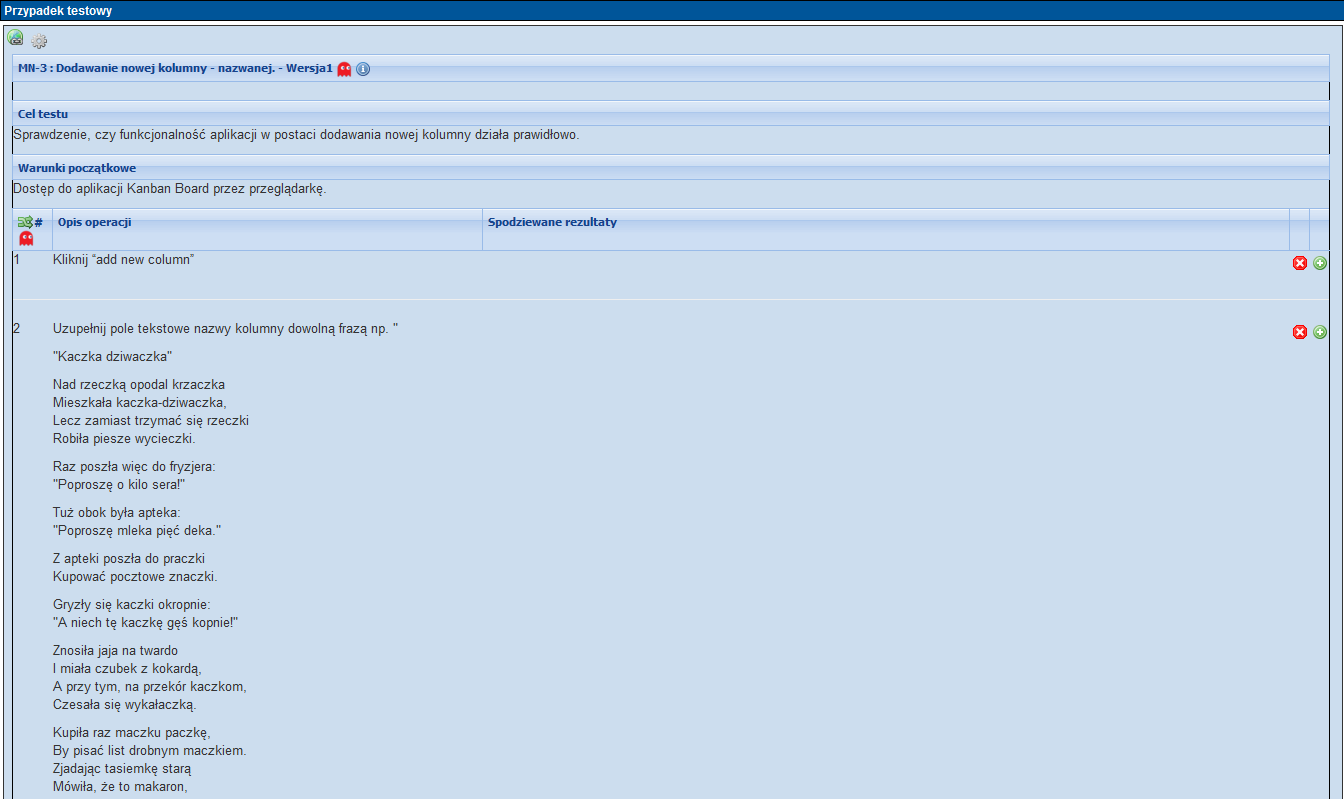 Przypadek testowy
MN-3 : Dodawanie nowej kolumny - nazwanej. - Wersja1
Cel testu
Sprawdzenie, czy funkcjonalność aplikacji w postaci dodawania nowej kolumny działa prawidłowo.
Warunki początkowe
Dostęp do aplikacji Kanban Board przez przeglądarkę.
# Opis operacji Spodziewane rezultaty
1 Kliknij “add new column”
2 Uzupełnij pole tekstowe nazwy kolumny dowolną frazą np. "
"Kaczka dziwaczka"
Nad rzeczką opodal krzaczka
Mieszkała kaczka-dziwaczka,
Lecz zamiast trzymać się rzeczki
Robiła piesze wycieczki.
Raz poszła więc do fryzjera:
"Poproszę o kilo sera!"
Tuż obok była apteka:
"Poproszę mleka pięć deka."
Z apteki poszła do praczki
Kupować pocztowe znaczki.
Gryzły się kaczki okropnie:
"A niech tę kaczkę gęś kopnie!"
Znosiła jaja na twardo
I miała czubek z kokardą,
A przy tym, na przekór kaczkom,
Czesała się wykałaczką.
Kupiła raz maczku paczkę,
By pisać list drobnym maczkiem.
Zjadając tasiemkę starą
Mówiła, że to makaron,